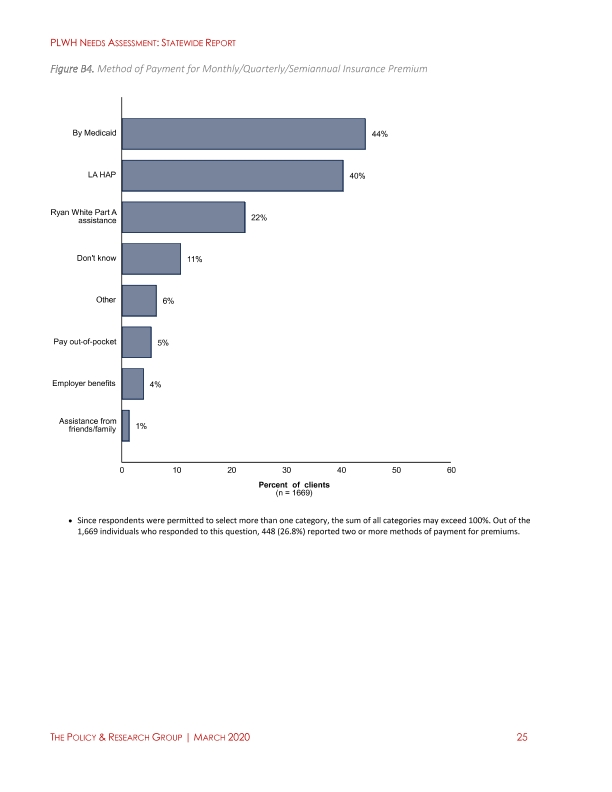 PLWH NEEDS ASSESSMENT: STATEWIDE REPORT
Figure B4. Method of Payment for Monthly/Quarterly/Semiannual Insurance Premium
By Medicaid
44%
LA HAP
40%
Ryan White Part A
assistance
22%
Don't know
11%
Other
6%
Pay out-of-pocket
5%
Employer benefits
4%
Assistance from
friends/family
1%
0 10 20 30 40 50 60
Percent of clients
(n = 1669)
• Since respondents were permitted to select more than one category, the sum of all categories may exceed 100%. Out of the
1,669 individuals who responded to this question, 448 (26.8%) reported two or more methods of payment for premiums.
THE POLICY & RESEARCH GROUP | MARCH 2020 25